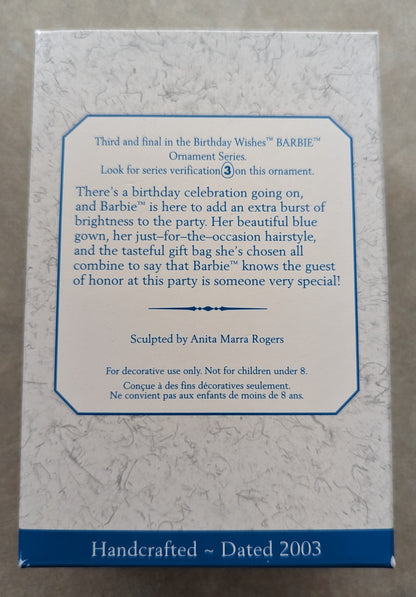 Third and final in the Birthday Wishes™ BARBIE™
Ornament Series.
Look for series verification 3 on this ornament.
There's a birthday celebration going on,
and Barbie™ is here to add an extra burst of
brightness to the party. Her beautiful blue
gown, her just–for–the–occasion hairstyle,
and the tasteful gift bag she's chosen all
combine to say that Barbie™ knows the guest
of honor at this party is someone very special!
Sculpted by Anita Marra Rogers
For decorative use only. Not for children under 8.
Conçue à des fins décoratives seulement.
Ne convient pas aux enfants de moins de 8 ans.
Handcrafted ~ Dated 2003